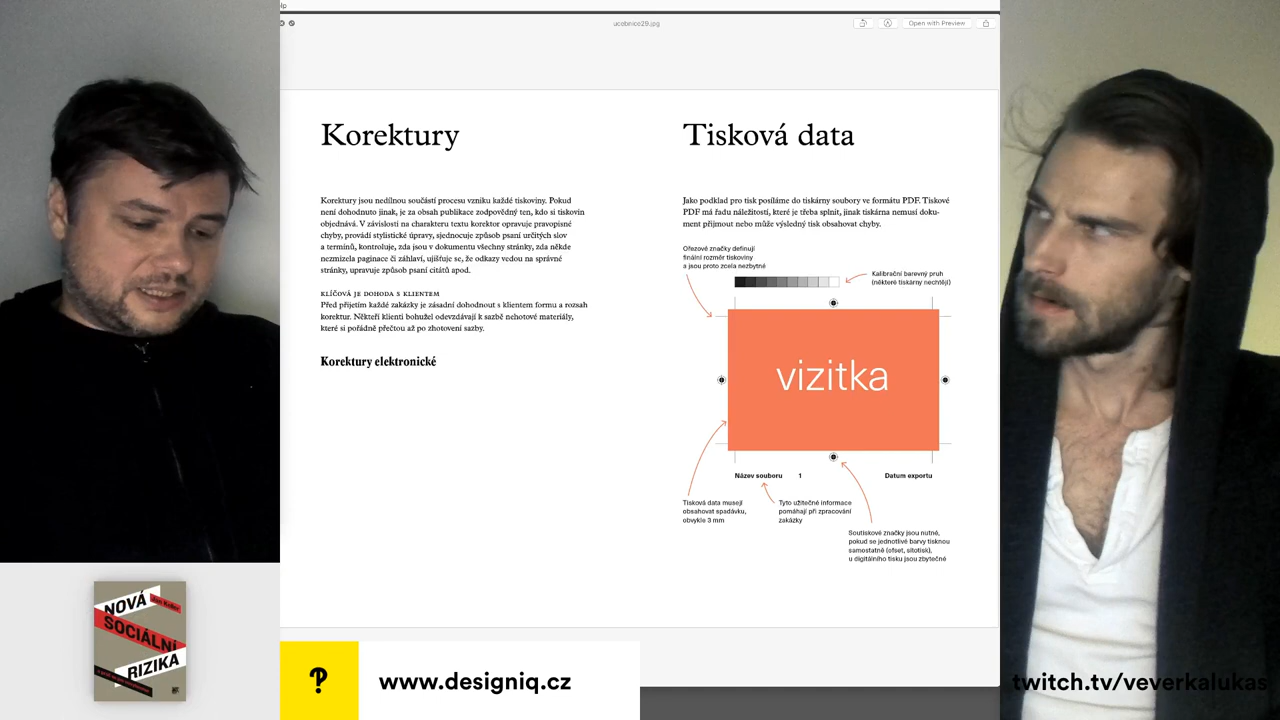 lp
ucebnice29.jpg
Open with Preview
Korektury
Korektury jsou nedílnou součástí procesu vzniku každé tiskoviny. Pokud
není dohodnuto jinak, je za obsah publikace zodpovědný ten, kdo si tiskovin
objednává. V závislosti na charakteru textu korektor opravuje pravopisné
chyby, provádí stylistické úpravy, sjednocuje způsob psaní určitých slov
a termínů, kontroluje, zda jsou v dokumentu všechny stránky, zda někde
nezmizela paginace či záhlaví, ujišťuje se, že odkazy vedou na správné
stránky, upravuje způsob psaní citátů apod.
KLÍČOVÁ JE DOHODA S KLIENTEM
Před přijetím každé zakázky je zásadní dohodnout s klientem formu a rozsah
korektur. Někteří klienti bohužel odevzdávají k sazbě nehotové materiály,
které si pořádně přečtou až po zhotovení sazby.
Korektury elektronické
Tisková data
Jako podklad pro tisk posíláme do tiskárny soubory ve formátu PDF. Tiskové
PDF má řadu náležitostí, které je třeba splnit, jinak tiskárna nemusí doku-
ment přijmout nebo může výsledný tisk obsahovat chyby.
Ořezové značky definují
finální rozměr tiskoviny
a jsou proto zcela nezbytné
Kalibrační barevný pruh
(některé tiskárny nechtějí)
vizitka
Název souboru 1 Datum exportu
Tisková data musejí
obsahovat spadávku,
obvykle 3 mm
Tyto užitečné informace
pomáhají při zpracování
zakázky
Soutiskové značky jsou nutné,
pokud se jednotlivé barvy tisknou
samostatně (ofset, sítotisk),
u digitálního tisku jsou zbytečné
NOVÁ
Jan Keller
SOCIÁLNÍ
RIZIKA
?
www.designiq.cz
twitch.tv/veverkalukas